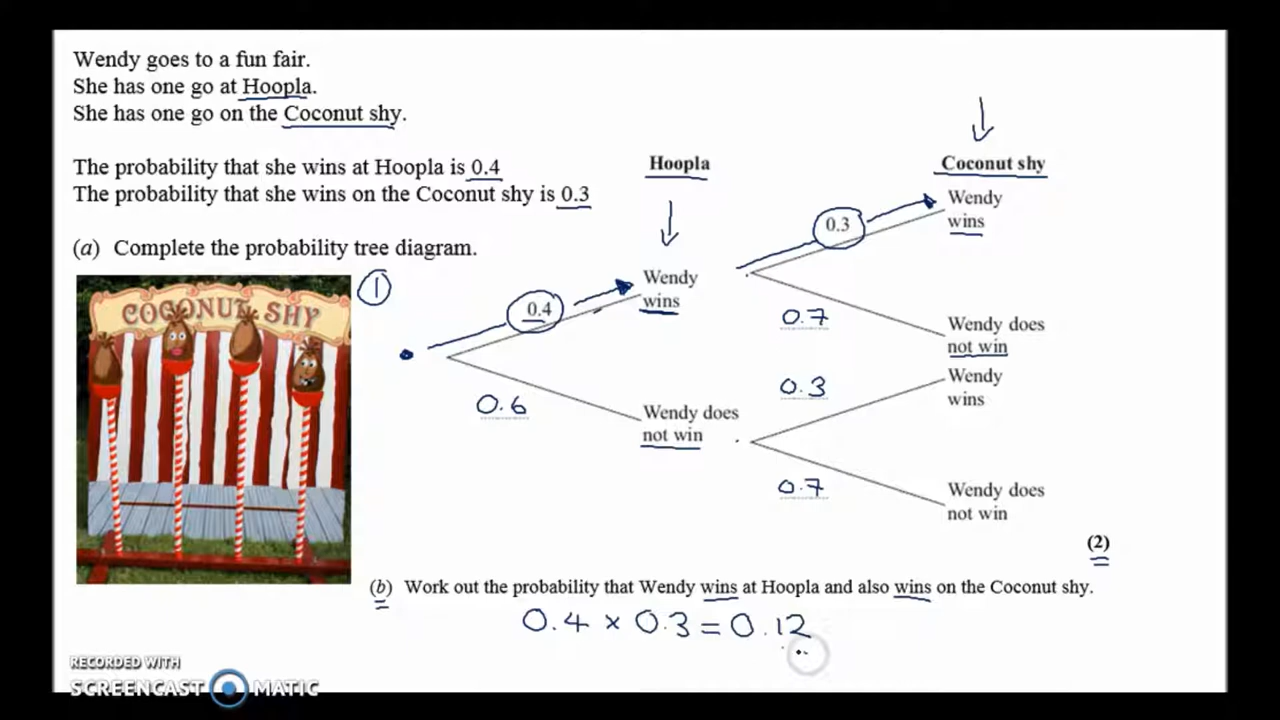 Wendy goes to a fun fair.
She has one go at Hoopla.
She has one go on the Coconut shy.
The probability that she wins at Hoopla is 0.4
The probability that she wins on the Coconut shy is 0.3
(a) Complete the probability tree diagram.
COCONUT SHY
1
Hoopla
Coconut shy
0.4
Wendy
wins
0.6
Wendy does
not win
0.3
Wendy
wins
0.7
Wendy does
not win
0.3
Wendy
wins
0.7
Wendy does
not win
(2)
(b) Work out the probability that Wendy wins at Hoopla and also wins on the Coconut shy.
0.4 × 0.3 = 0.12
RECORDED WITH
SCREENCAST MATIC